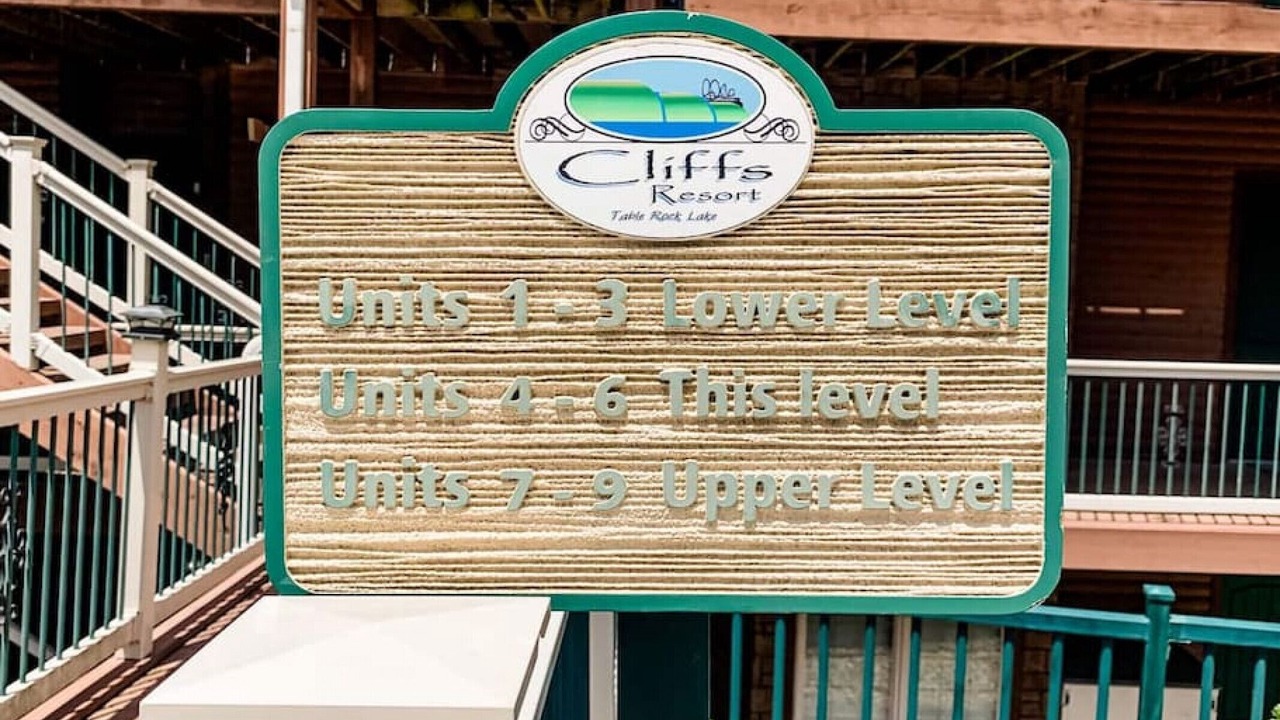 Cliffs
Resort
Table Rock Lake
Units 1 - 3 Lower Level
Units 4 - 6 This level
Units 7 - 9 Upper Level